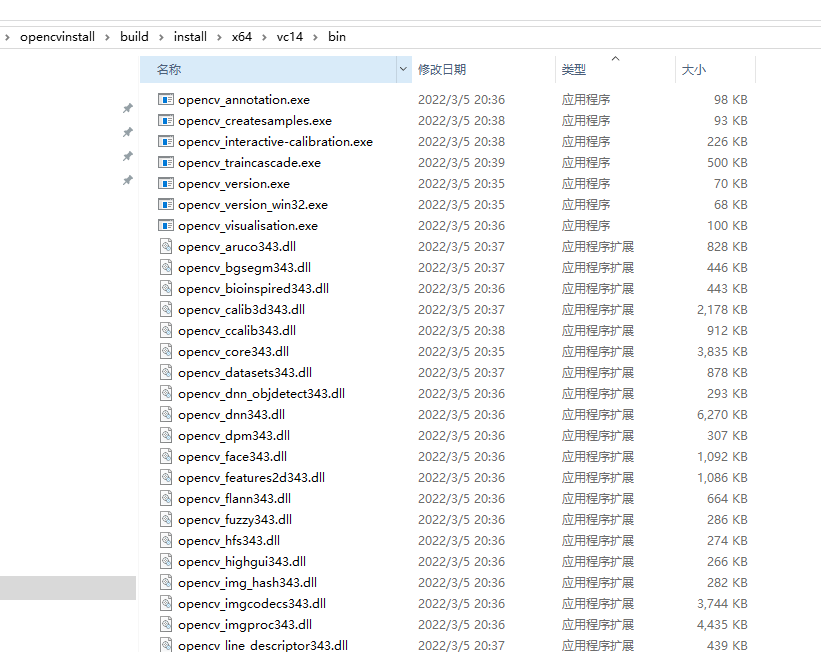 opencvinstall > build > install > x64 > vc14 > bin
名称 修改日期 类型 大小
opencv_annotation.exe 2022/3/5 20:36 应用程序 98 KB
opencv_createsamples.exe 2022/3/5 20:38 应用程序 93 KB
opencv_interactive-calibration.exe 2022/3/5 20:38 应用程序 226 KB
opencv_traincascade.exe 2022/3/5 20:39 应用程序 500 KB
opencv_version.exe 2022/3/5 20:35 应用程序 70 KB
opencv_version_win32.exe 2022/3/5 20:35 应用程序 68 KB
opencv_visualisation.exe 2022/3/5 20:36 应用程序 100 KB
opencv_aruco343.dll 2022/3/5 20:37 应用程序扩展 828 KB
opencv_bgsegm343.dll 2022/3/5 20:37 应用程序扩展 446 KB
opencv_bioinspired343.dll 2022/3/5 20:36 应用程序扩展 443 KB
opencv_calib3d343.dll 2022/3/5 20:37 应用程序扩展 2,178 KB
opencv_ccalib343.dll 2022/3/5 20:38 应用程序扩展 912 KB
opencv_core343.dll 2022/3/5 20:35 应用程序扩展 3,835 KB
opencv_datasets343.dll 2022/3/5 20:37 应用程序扩展 878 KB
opencv_dnn_objdetect343.dll 2022/3/5 20:36 应用程序扩展 293 KB
opencv_dnn343.dll 2022/3/5 20:36 应用程序扩展 6,270 KB
opencv_dpm343.dll 2022/3/5 20:36 应用程序扩展 307 KB
opencv_face343.dll 2022/3/5 20:36 应用程序扩展 1,092 KB
opencv_features2d343.dll 2022/3/5 20:36 应用程序扩展 1,086 KB
opencv_flann343.dll 2022/3/5 20:36 应用程序扩展 664 KB
opencv_fuzzy343.dll 2022/3/5 20:36 应用程序扩展 286 KB
opencv_hfs343.dll 2022/3/5 20:36 应用程序扩展 274 KB
opencv_highgui343.dll 2022/3/5 20:36 应用程序扩展 266 KB
opencv_img_hash343.dll 2022/3/5 20:36 应用程序扩展 282 KB
opencv_imgcodecs343.dll 2022/3/5 20:36 应用程序扩展 3,744 KB
opencv_imgproc343.dll 2022/3/5 20:36 应用程序扩展 4,435 KB
opencv_line_descriptor343.dll 2022/3/5 20:37 应用程序扩展 439 KB